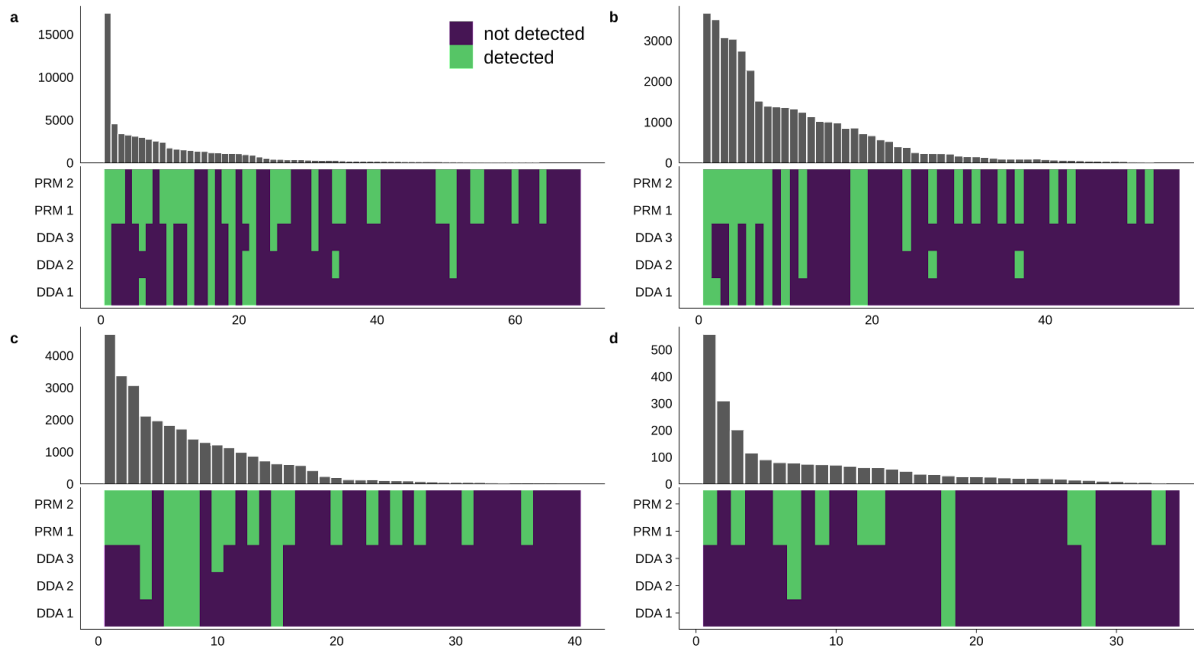 a
15000
10000
5000
0
not detected
detected
PRM 2
PRM 1
DDA 3
DDA 2
DDA 1
0 20 40 60
b
3000
2000
1000
0
PRM 2
PRM 1
DDA 3
DDA 2
DDA 1
0 20 40
c
4000
3000
2000
1000
0
PRM 2
PRM 1
DDA 3
DDA 2
DDA 1
0 10 20 30 40
d
500
400
300
200
100
0
PRM 2
PRM 1
DDA 3
DDA 2
DDA 1
0 10 20 30